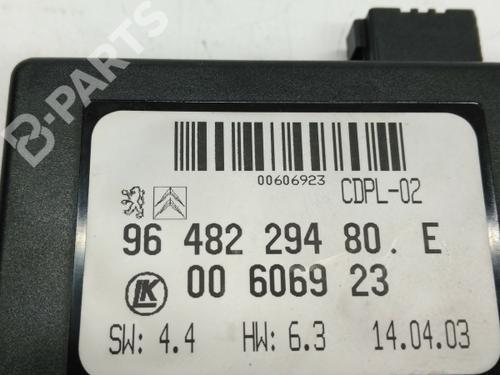 B-PARTS
00606923
CDPL-02
96 482 294 80. E
LK
00 6069 23
SW: 4.4 HW: 6.3 14.04.03